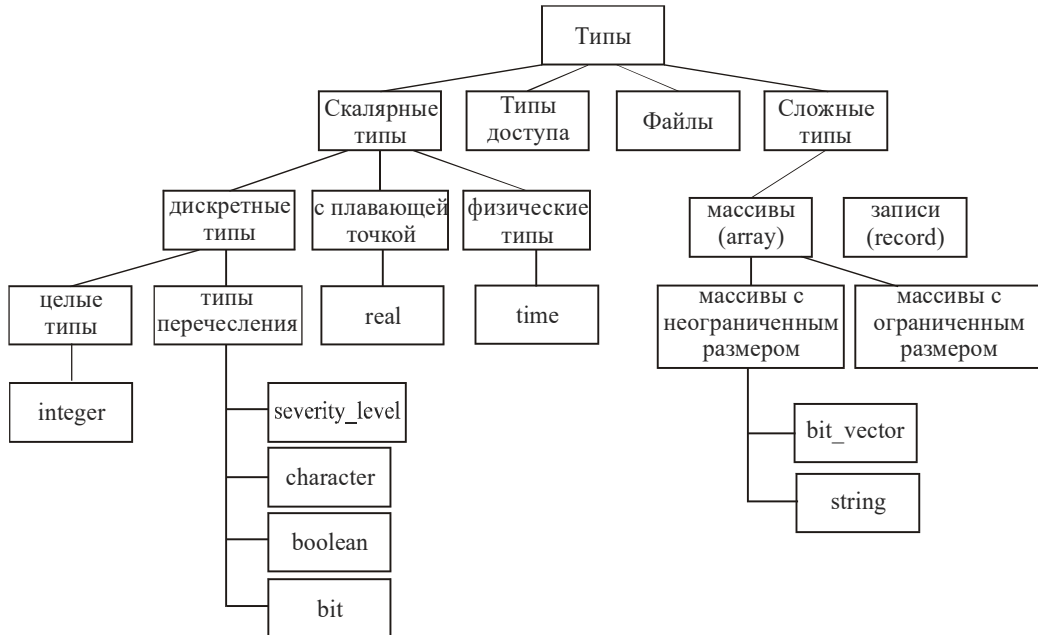 Типы
Скалярные
типы
Типы
доступа
Файлы
Сложные
типы
дискретные
типы
с плавающей
точкой
физические
типы
массивы
(array)
записи
(record)
целые
типы
типы
перечесления
real
time
массивы с
неограниченным
размером
массивы с
ограниченным
размером
integer
severity_level
character
boolean
bit
bit_vector
string